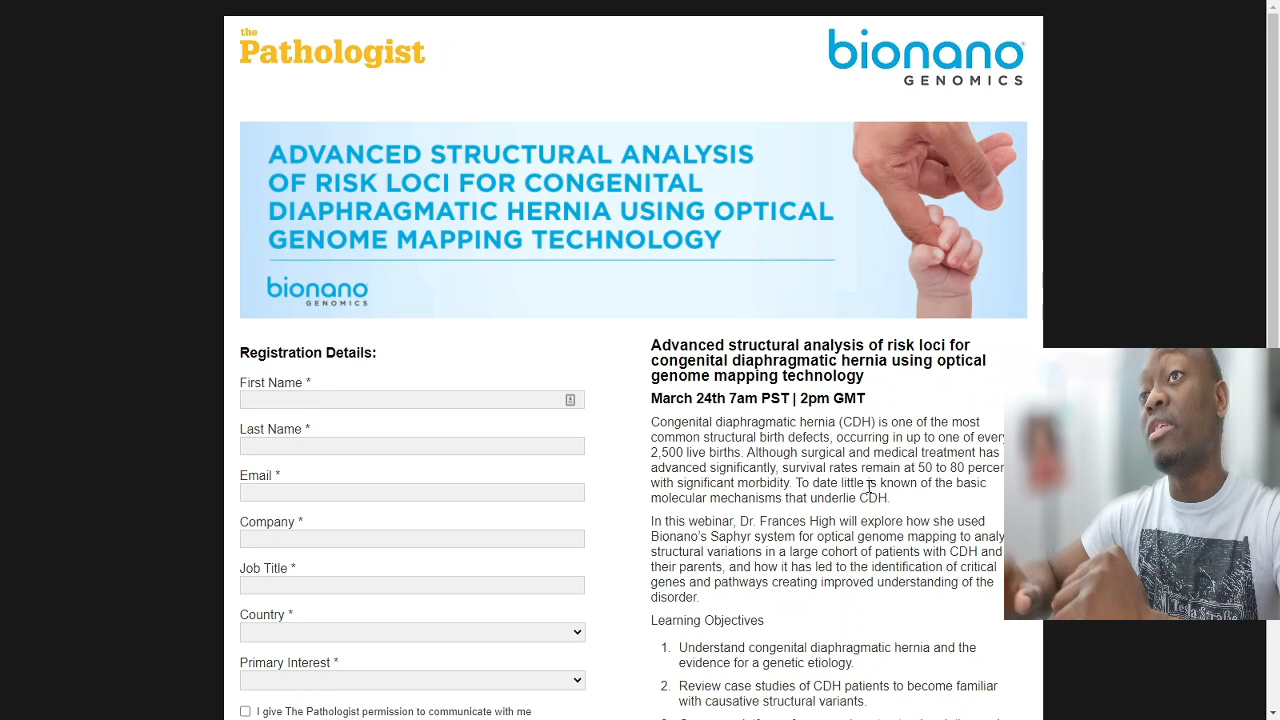 the
Pathologist
bionano
GENOMICS
ADVANCED STRUCTURAL ANALYSIS
OF RISK LOCI FOR CONGENITAL
DIAPHRAGMATIC HERNIA USING OPTICAL
GENOME MAPPING TECHNOLOGY
bionano
GENOMICS
Registration Details:
First Name *
Last Name *
Email *
Company *
Job Title *
Country *
Primary Interest *
I give The Pathologist permission to communicate with me
Advanced structural analysis of risk loci for
congenital diaphragmatic hernia using optical
genome mapping technology
March 24th 7am PST | 2pm GMT
Congenital diaphragmatic hernia (CDH) is one of the most
common structural birth defects, occurring in up to one of every
2,500 live births. Although surgical and medical treatment has
advanced significantly, survival rates remain at 50 to 80 percen
with significant morbidity. To date little is known of the basic
molecular mechanisms that underlie CDH.
In this webinar, Dr. Frances High will explore how she used
Bionano's Saphyr system for optical genome mapping to analy
structural variations in a large cohort of patients with CDH and
their parents, and how it has led to the identification of critical
genes and pathways creating improved understanding of the
disorder.
Learning Objectives
1. Understand congenital diaphragmatic hernia and the
evidence for a genetic etiology.
2. Review case studies of CDH patients to become familiar
with causative structural variants.
Tesla Straße